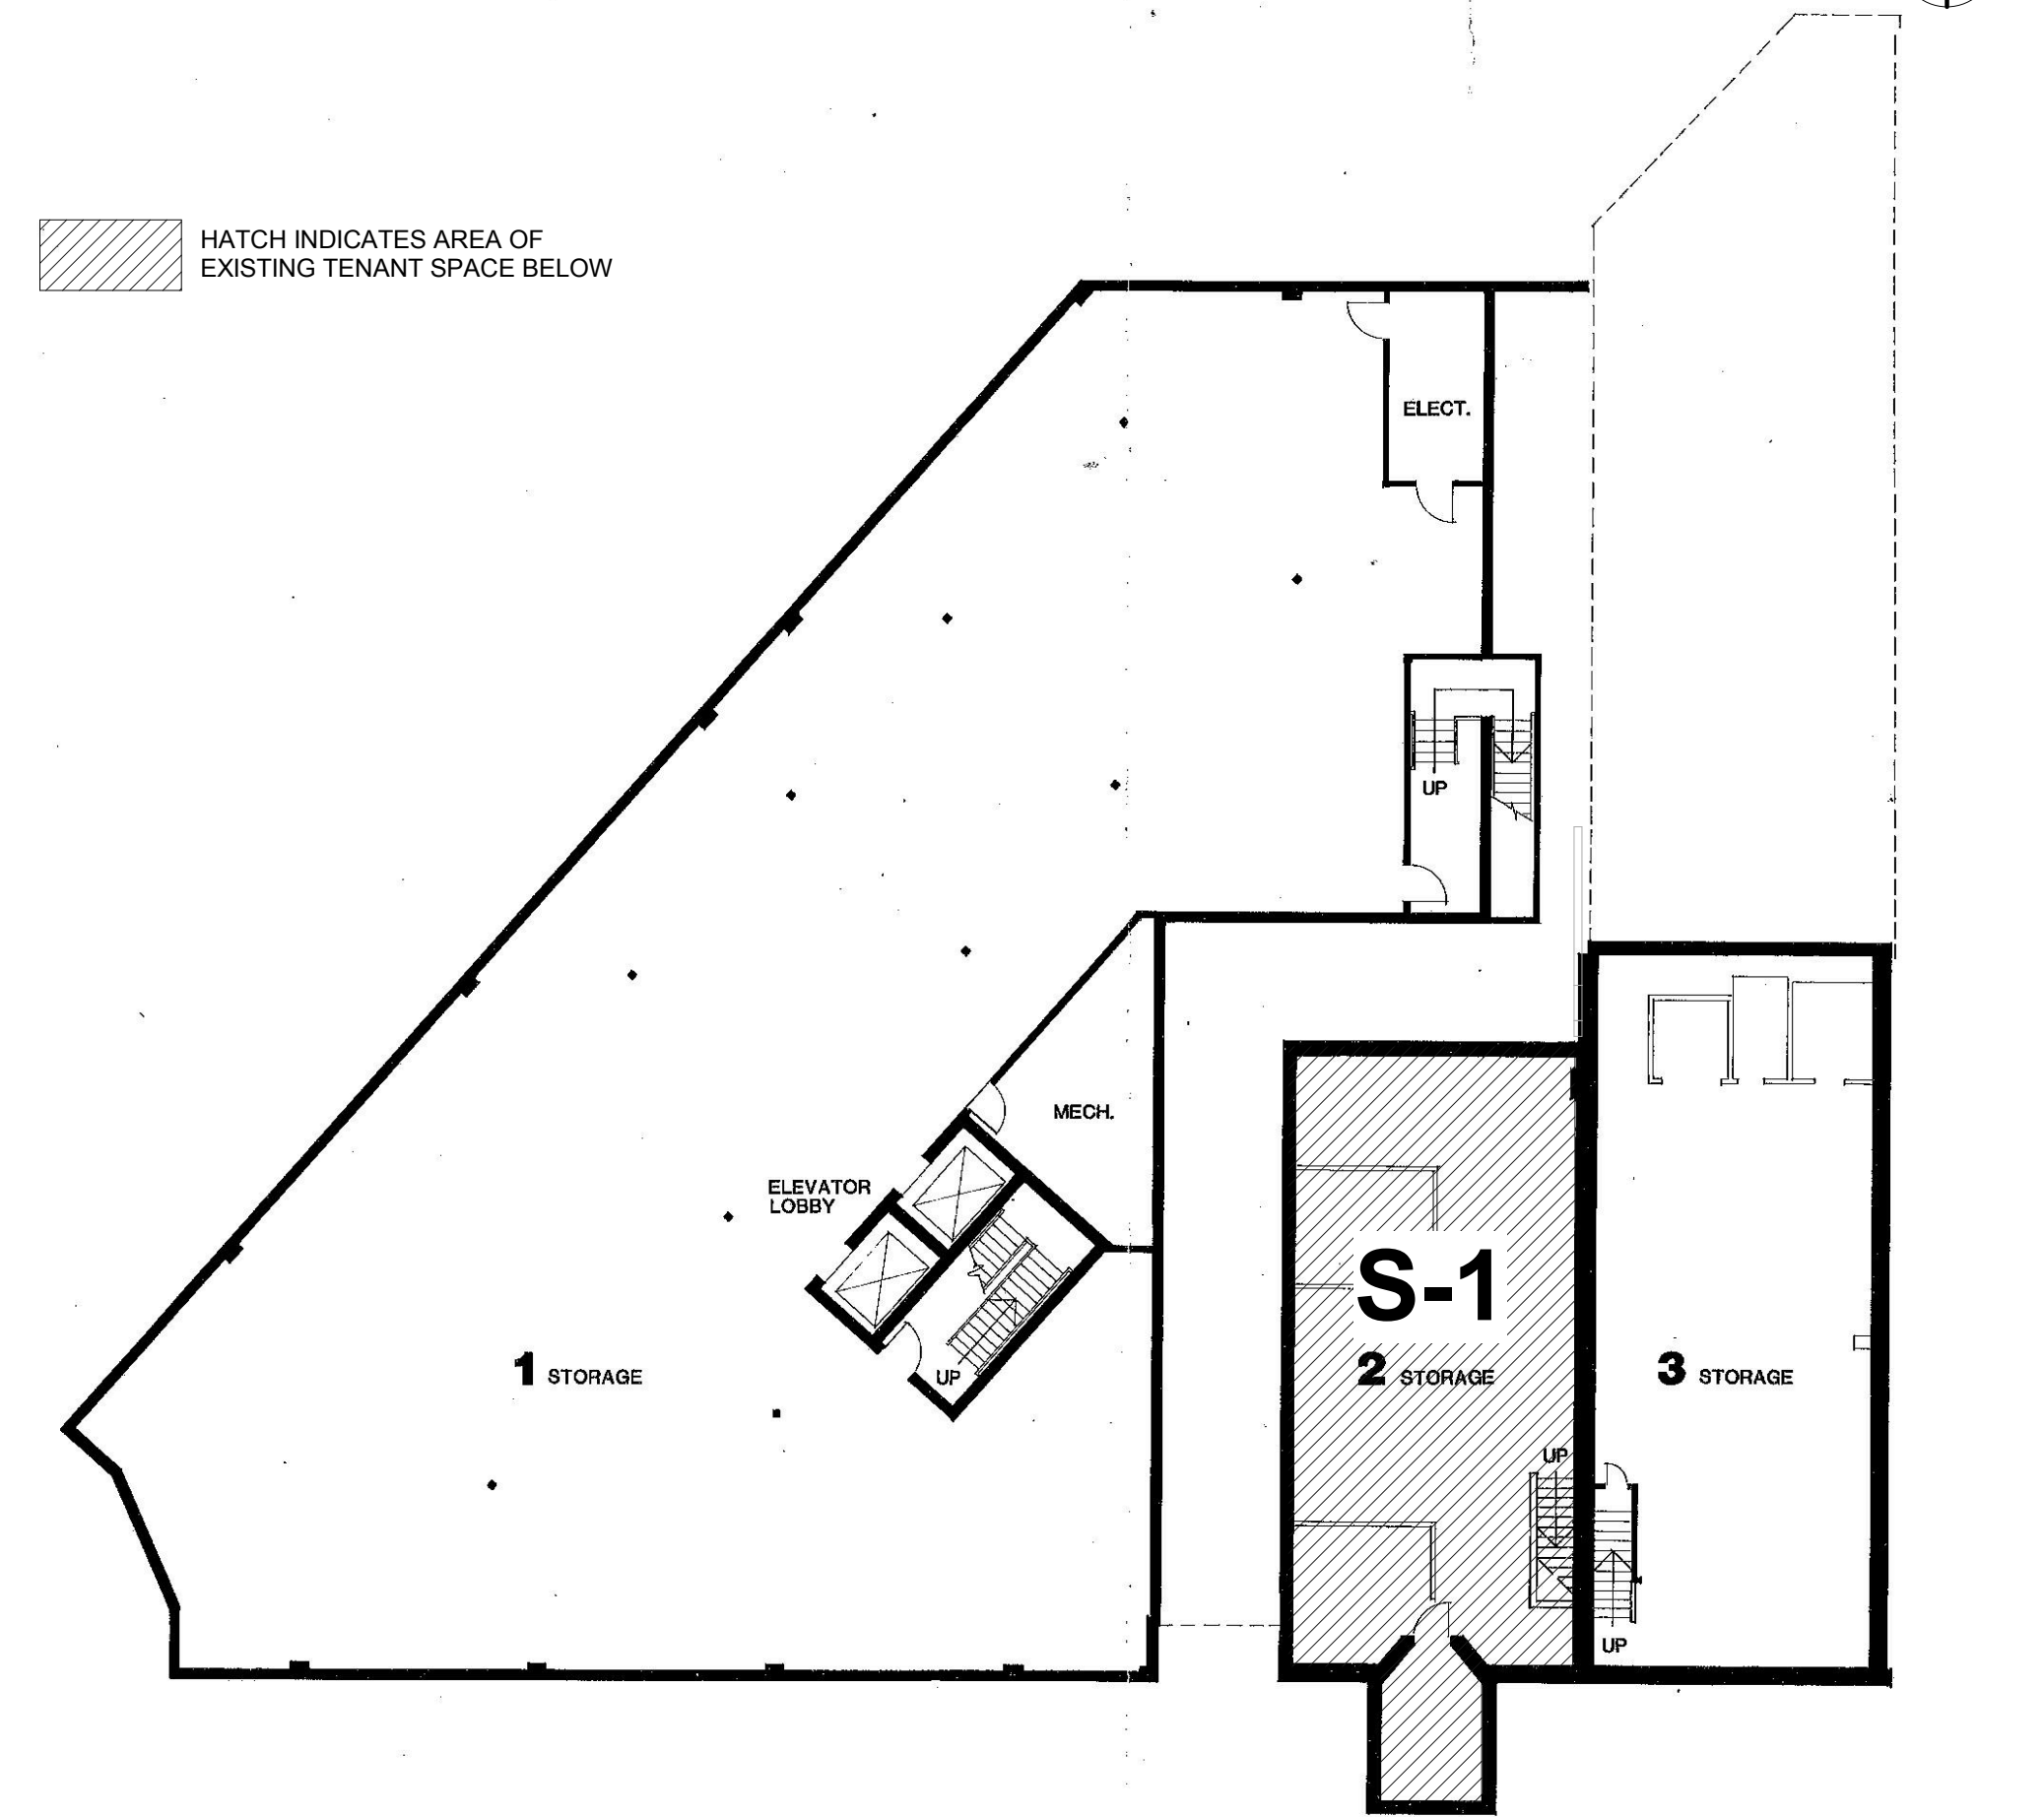 HATCH INDICATES AREA OF
EXISTING TENANT SPACE BELOW
ELECT.
UP
MECH.
ELEVATOR
LOBBY
S-1
1 STORAGE
UP
2 STORAGE
3 STORAGE
UP
UP